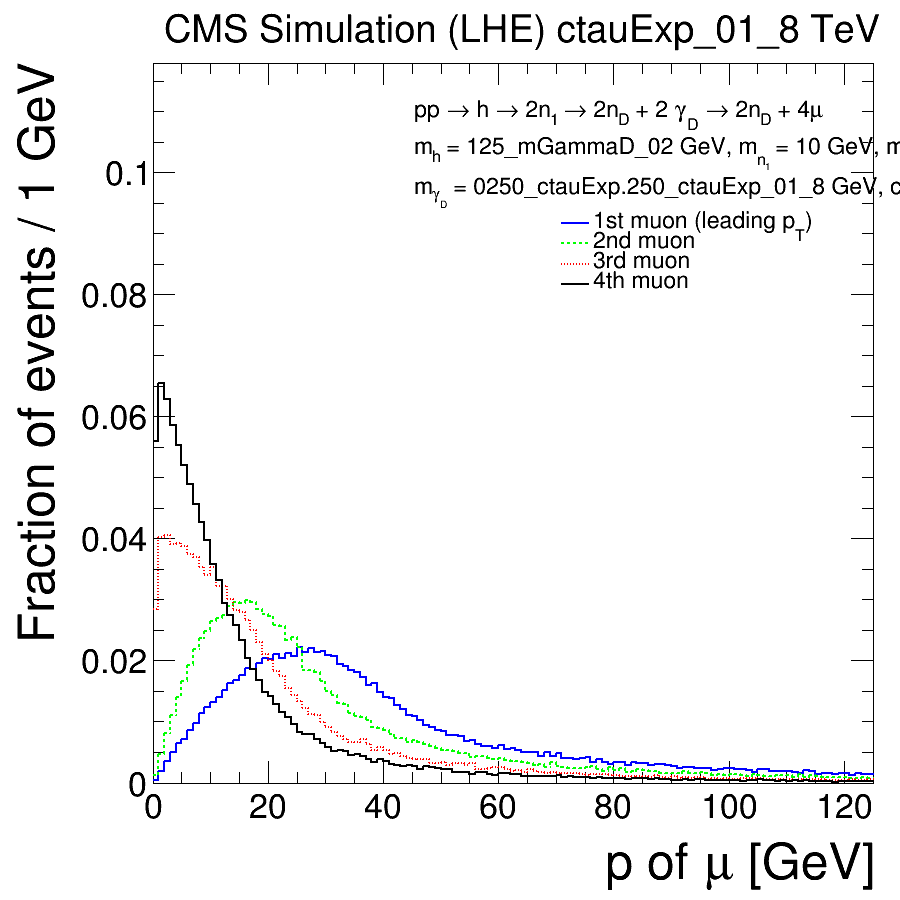 CMS Simulation (LHE) ctauExp_01_8 TeV
Fraction of events / 1 GeV
pp → h → 2n1 → 2nD + 2 γD → 2nD + 4μ
mh = 125_mGammaD_02 GeV, mn1 = 10 GeV, m
mγD = 0250_ctauExp.250_ctauExp_01_8 GeV, c
1st muon (leading pT)
2nd muon
3rd muon
4th muon
0.1
0.08
0.06
0.04
0.02
0
0 20 40 60 80 100 120
p of μ [GeV]